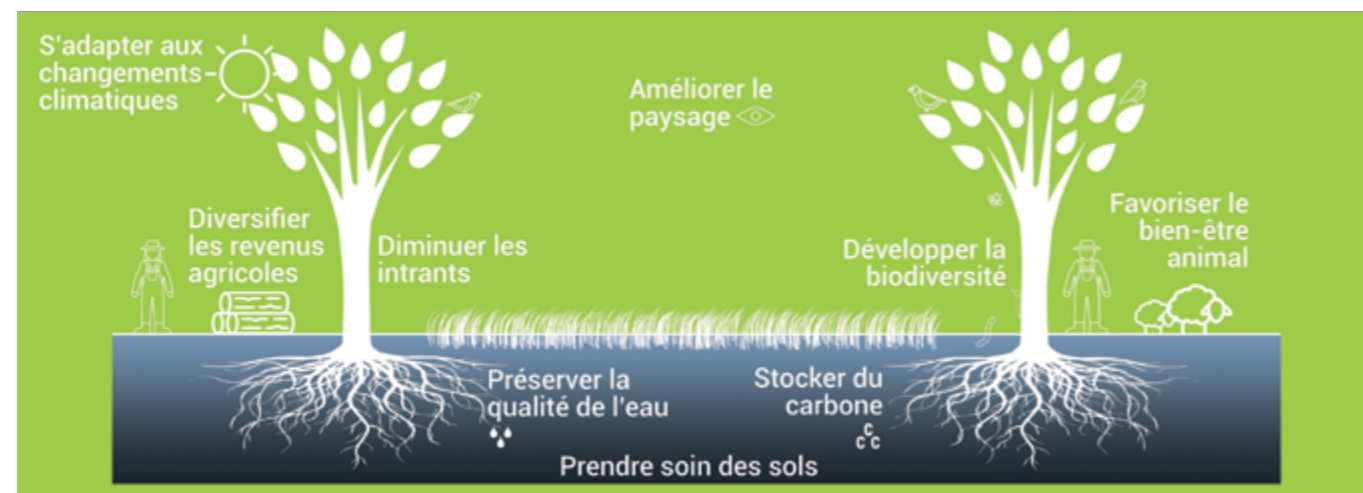 S'adapter aux
changements
climatiques
Améliorer le
paysage
Diversifier
les revenus
agricoles
Diminuer les
intrants
Développer la
biodiversité
Favoriser le
bien-être
animal
Préserver la
qualité de l'eau
Stocker du
carbone
C
C C
Prendre soin des sols